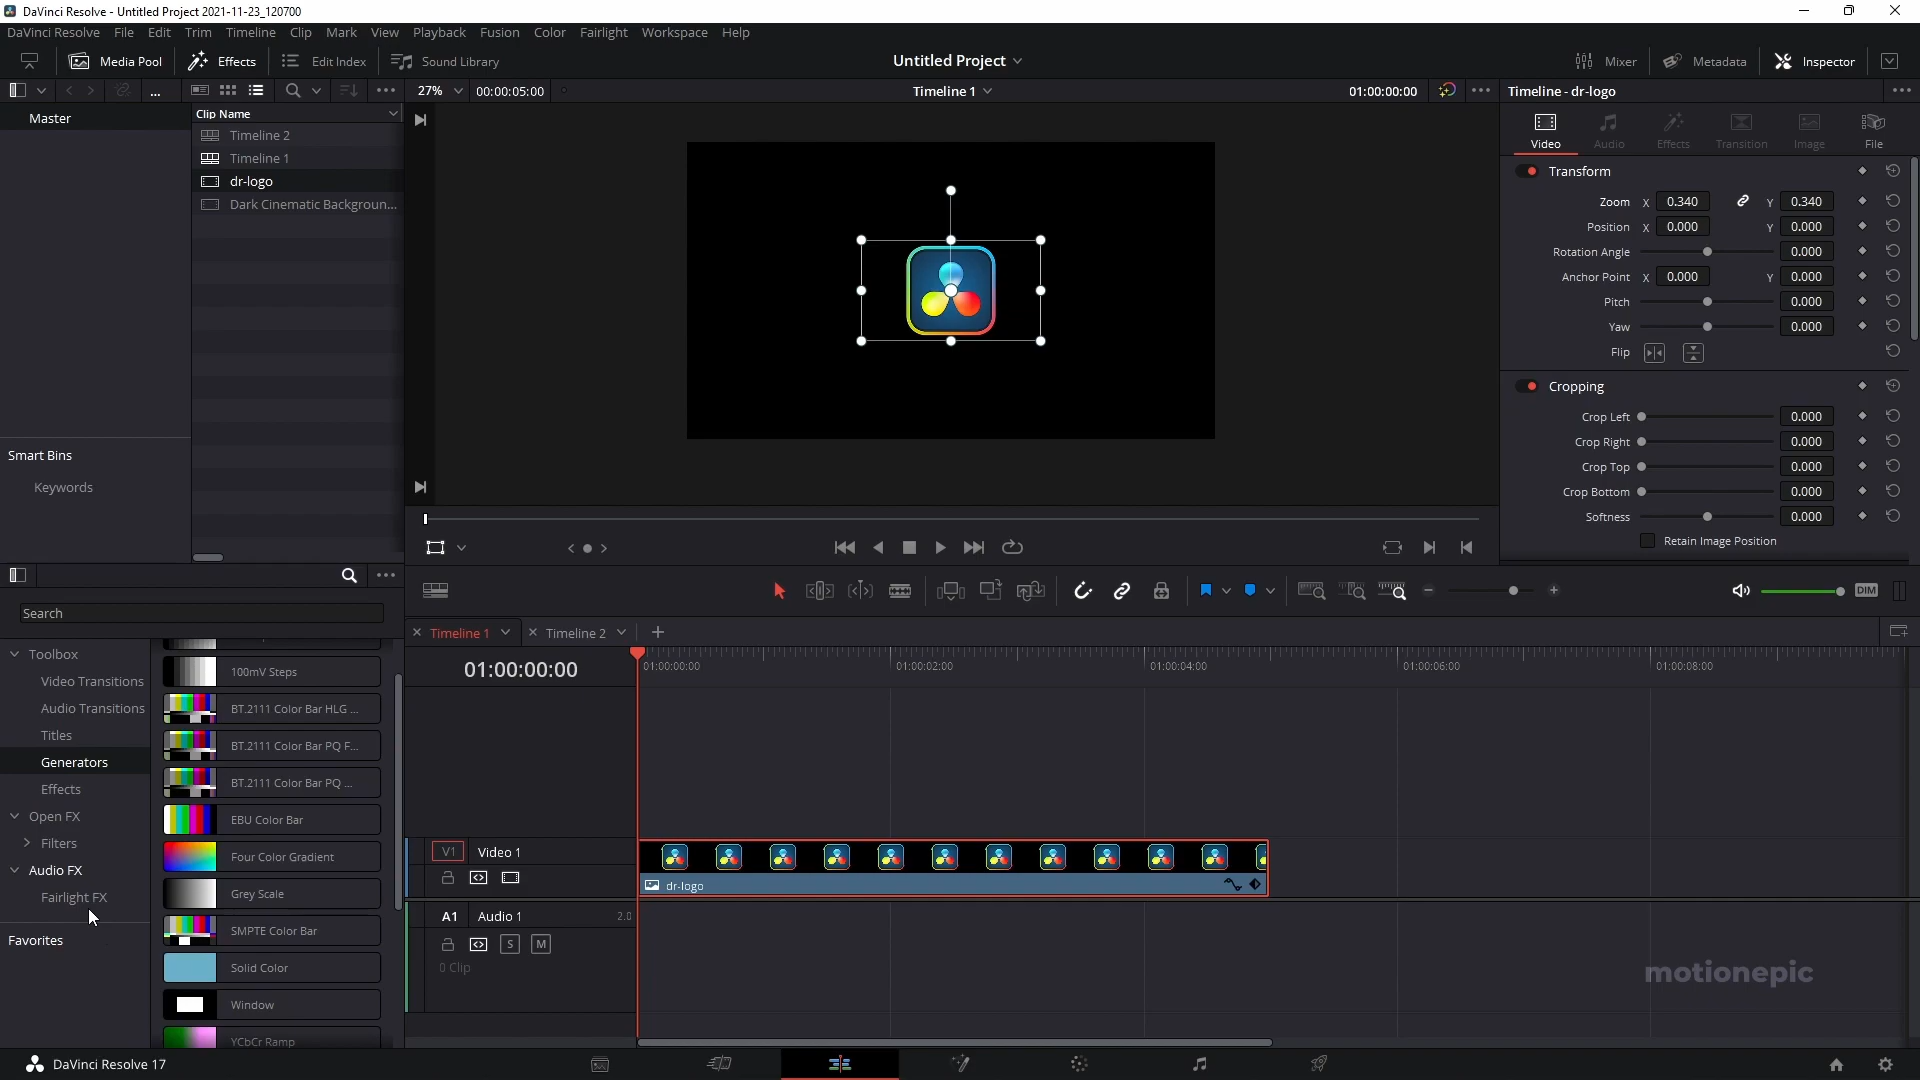 DaVinci Resolve - Untitled Project 2021-11-23_120700
DaVinci Resolve File Edit Trim Timeline Clip Mark View Playback Fusion Color Fairlight Workspace Help
Media Pool Effects Edit Index Sound Library Untitled Project Mixer Metadata Inspector
... 27% 00:00:05:00 Timeline 1 01:00:00:00 Timeline - dr-logo
Master
Clip Name
Timeline 2
Timeline 1
dr-logo
Dark Cinematic Backgroun...
Smart Bins
Keywords
Video Audio Effects Transition Image File
Transform
Zoom X 0.340 Y 0.340
Position X 0.000 Y 0.000
Rotation Angle 0.000
Anchor Point X 0.000 Y 0.000
Pitch 0.000
Yaw 0.000
Flip
Cropping
Crop Left 0.000
Crop Right 0.000
Crop Top 0.000
Crop Bottom 0.000
Softness 0.000
Retain Image Position
DIM
Search
Toolbox
Video Transitions
Audio Transitions
Titles
Generators
Effects
Open FX
Filters
Audio FX
Fairlight FX
Favorites
100mV Steps
BT.2111 Color Bar HLG ...
BT.2111 Color Bar PQ F...
BT.2111 Color Bar PQ ...
EBU Color Bar
Four Color Gradient
Grey Scale
SMPTE Color Bar
Solid Color
Window
YCbCr Ramp
Timeline 1 Timeline 2
01:00:00:00 01:00:00:00 01:00:02:00 01:00:04:00 01:00:06:00 01:00:08:00
V1 Video 1
dr-logo
A1 Audio 1 2.0
S M
0 Clip
motionepic
DaVinci Resolve 17